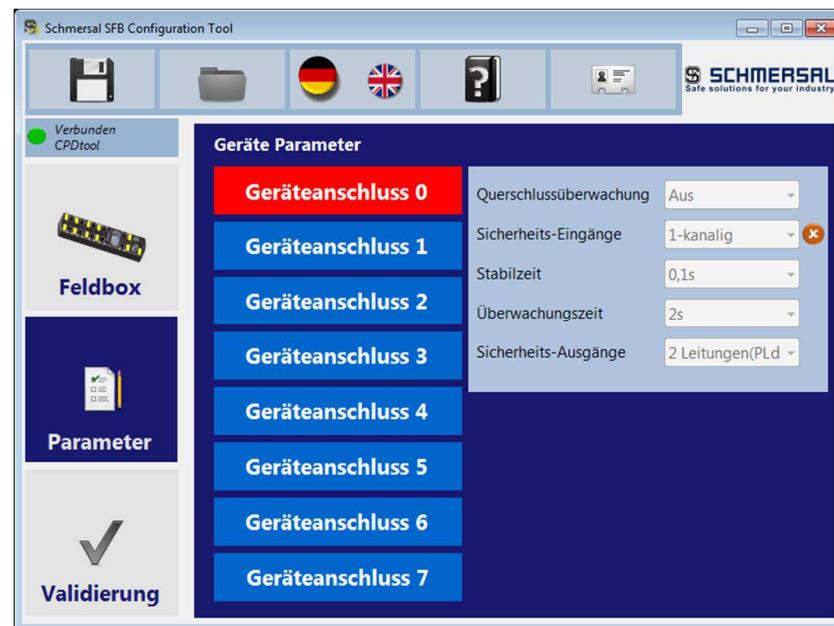 Schmersal SFB Configuration Tool
?
SCHMERSAL
Safe solutions for your industry
Verbunden
CPDtool
Geräte Parameter
Geräteanschluss 0
Geräteanschluss 1
Geräteanschluss 2
Geräteanschluss 3
Geräteanschluss 4
Geräteanschluss 5
Geräteanschluss 6
Geräteanschluss 7
Querschlussüberwachung Aus
Sicherheits-Eingänge 1-kanalig
Stabilzeit 0,1s
Überwachungszeit 2s
Sicherheits-Ausgänge 2 Leitungen(PLd
Feldbox
Parameter
Validierung